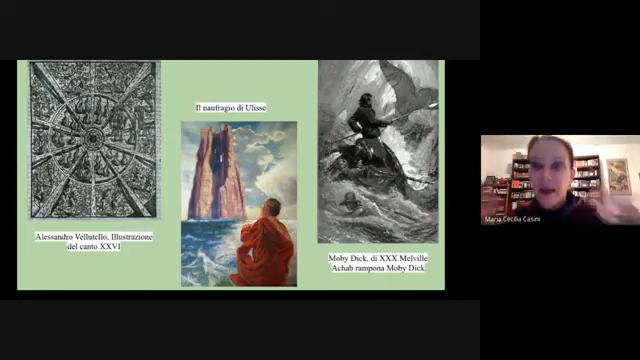 Il naufragio di Ulisse
Alessandro Vellutello, Illustrazione
del canto XXVI
Moby Dick, di XXX Melville
Achab rampona Moby Dick
Maria Cecilia Casini